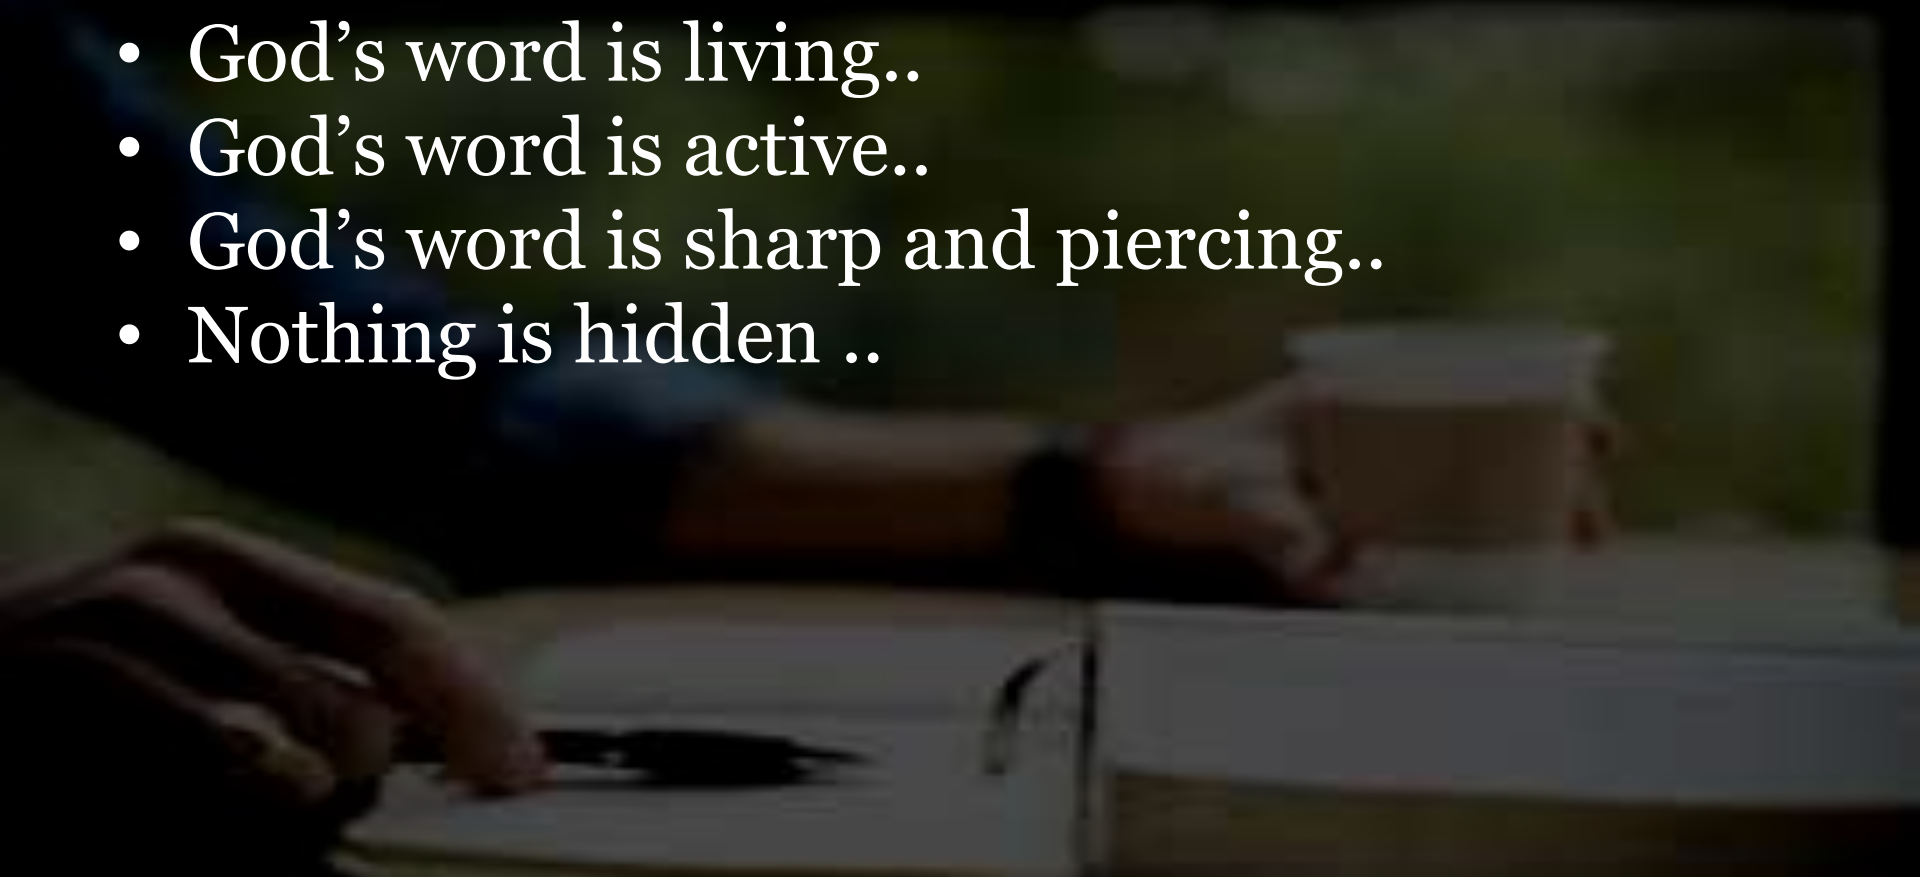 • God’s word is living..
• God’s word is active..
• God’s word is sharp and piercing..
• Nothing is hidden ..